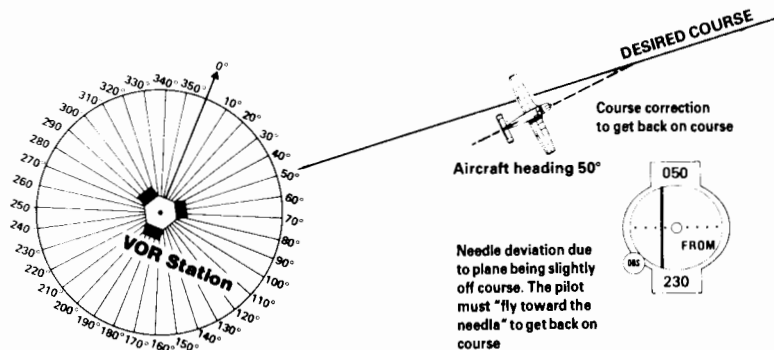 DESIRED COURSE
0°
10°
20°
30°
40°
50°
60°
70°
80°
90°
100°
110°
120°
130°
140°
150°
160°
170°
180°
190°
200°
210°
220°
230°
240°
250°
260°
270°
280°
290°
300°
310°
320°
330°
340°
350°
VOR Station
Course correction
to get back on course
Aircraft heading 50°
050
FROM
OBS
230
Needle deviation due
to plane being slightly
off course. The pilot
must "fly toward the
needla" to get back on
course